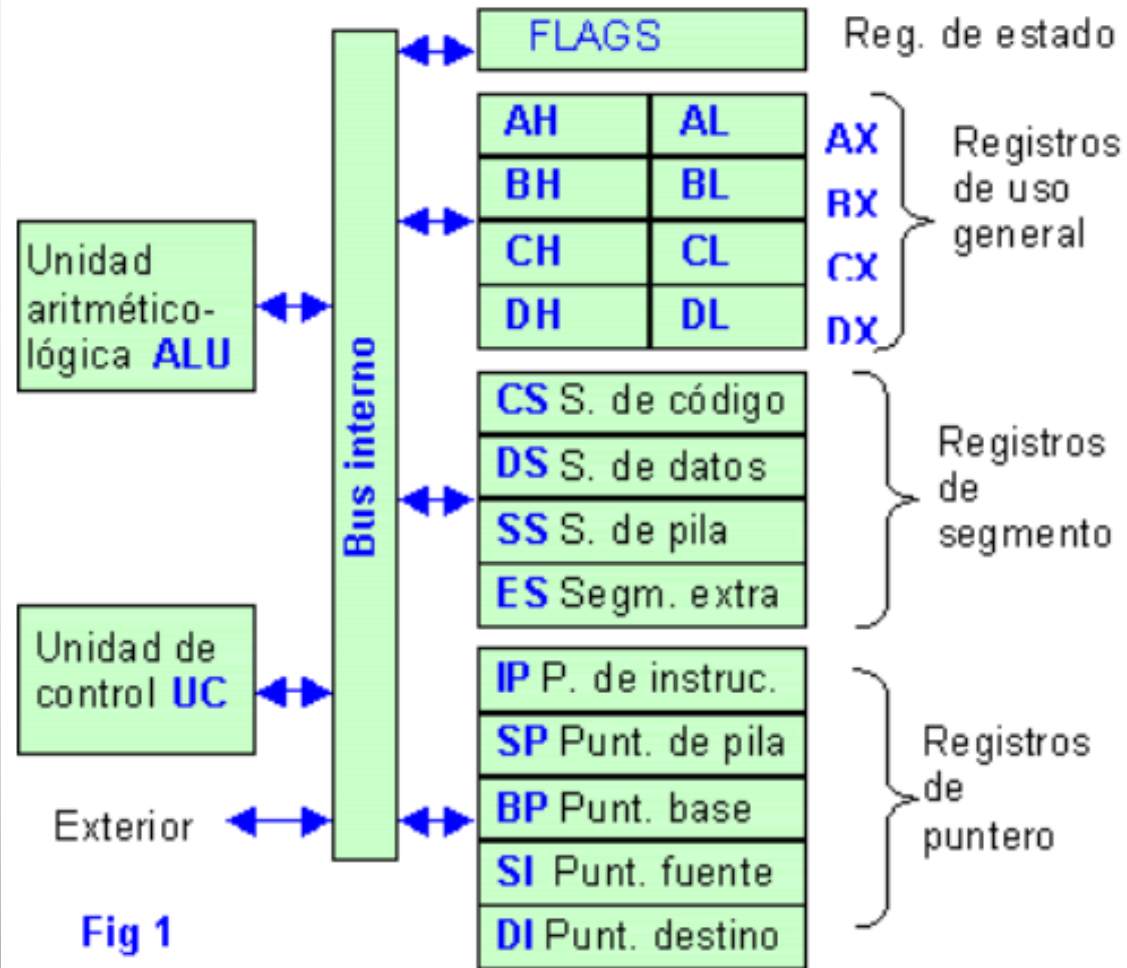 FLAGS
Reg. de estado
AH AL AX
BH BL BX
CH CL CX
DH DL DX
Registros
de uso
general
Unidad
aritmético-
lógica ALU
Bus interno
CS S. de código
DS S. de datos
SS S. de pila
ES Segm. extra
Registros
de
segmento
Unidad de
control UC
Exterior
IP P. de instruc.
SP Punt. de pila
BP Punt. base
SI Punt. fuente
DI Punt. destino
Registros
de
puntero
Fig 1